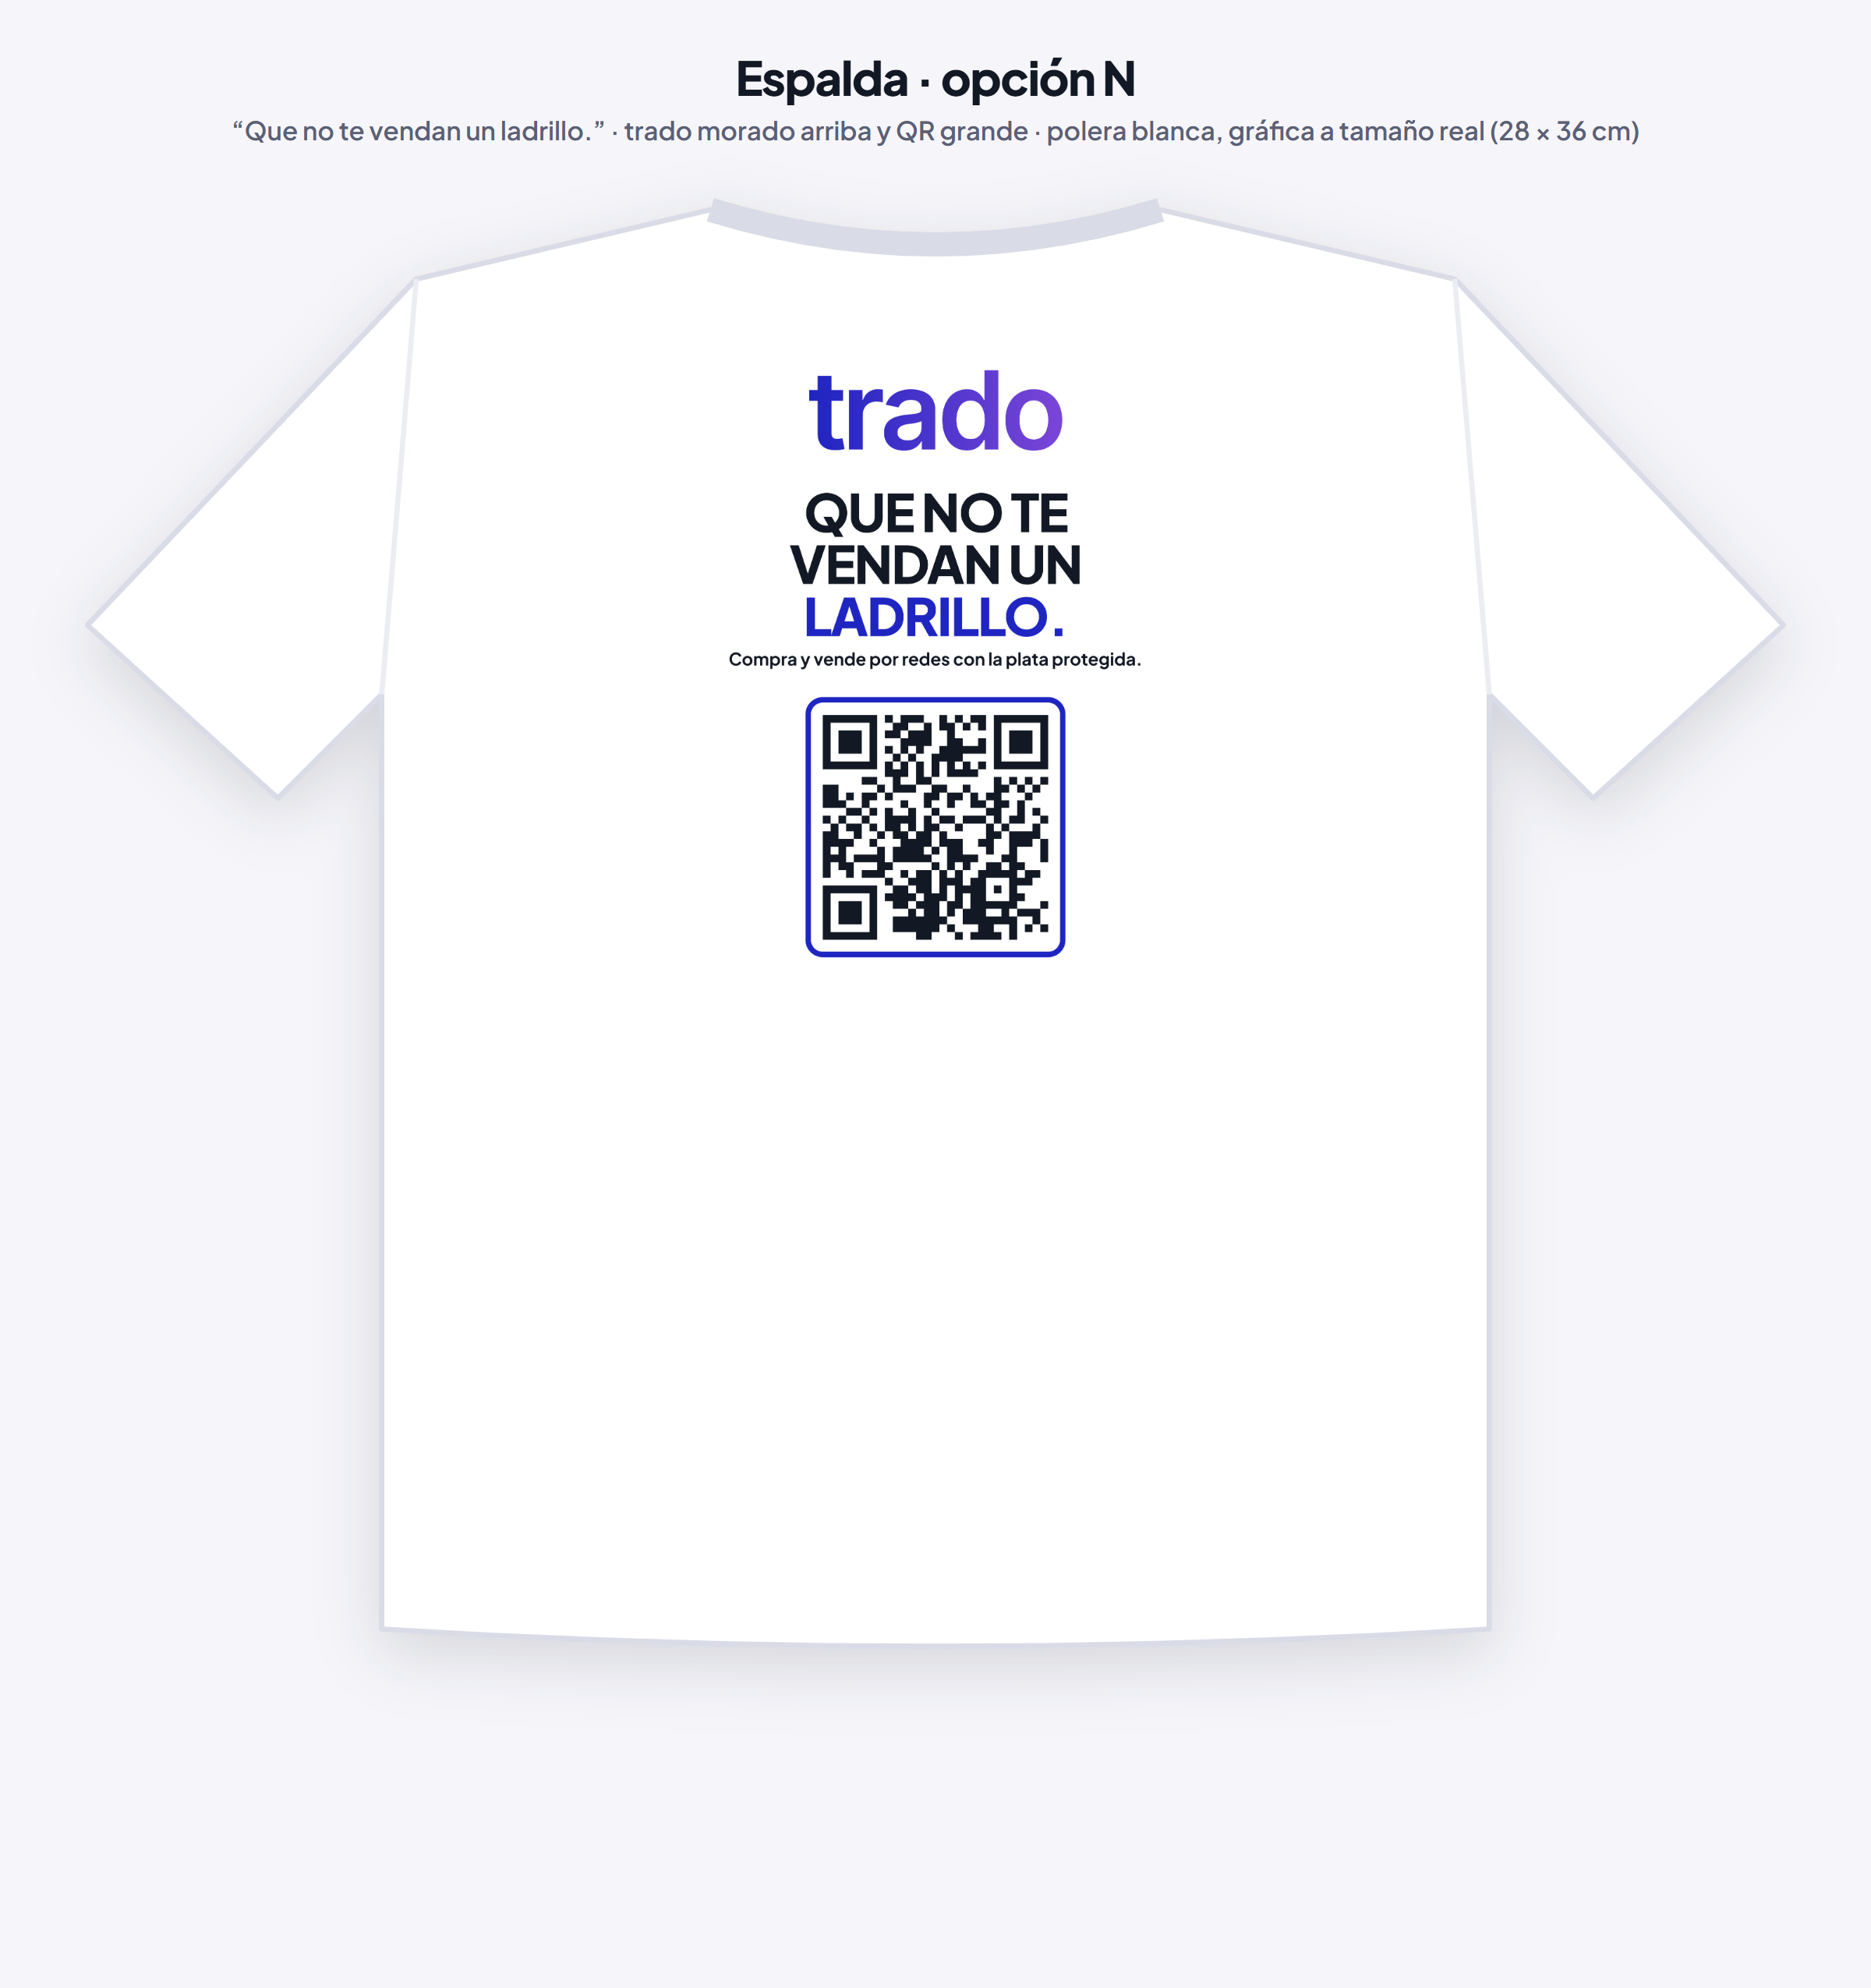 Espalda · opción N
“Que no te vendan un ladrillo.” · trado morado arriba y QR grande · polera blanca, gráfica a tamaño real (28 × 36 cm)
trado
QUE NO TE
VENDAN UN
LADRILLO.
Compra y vende por redes con la plata protegida.